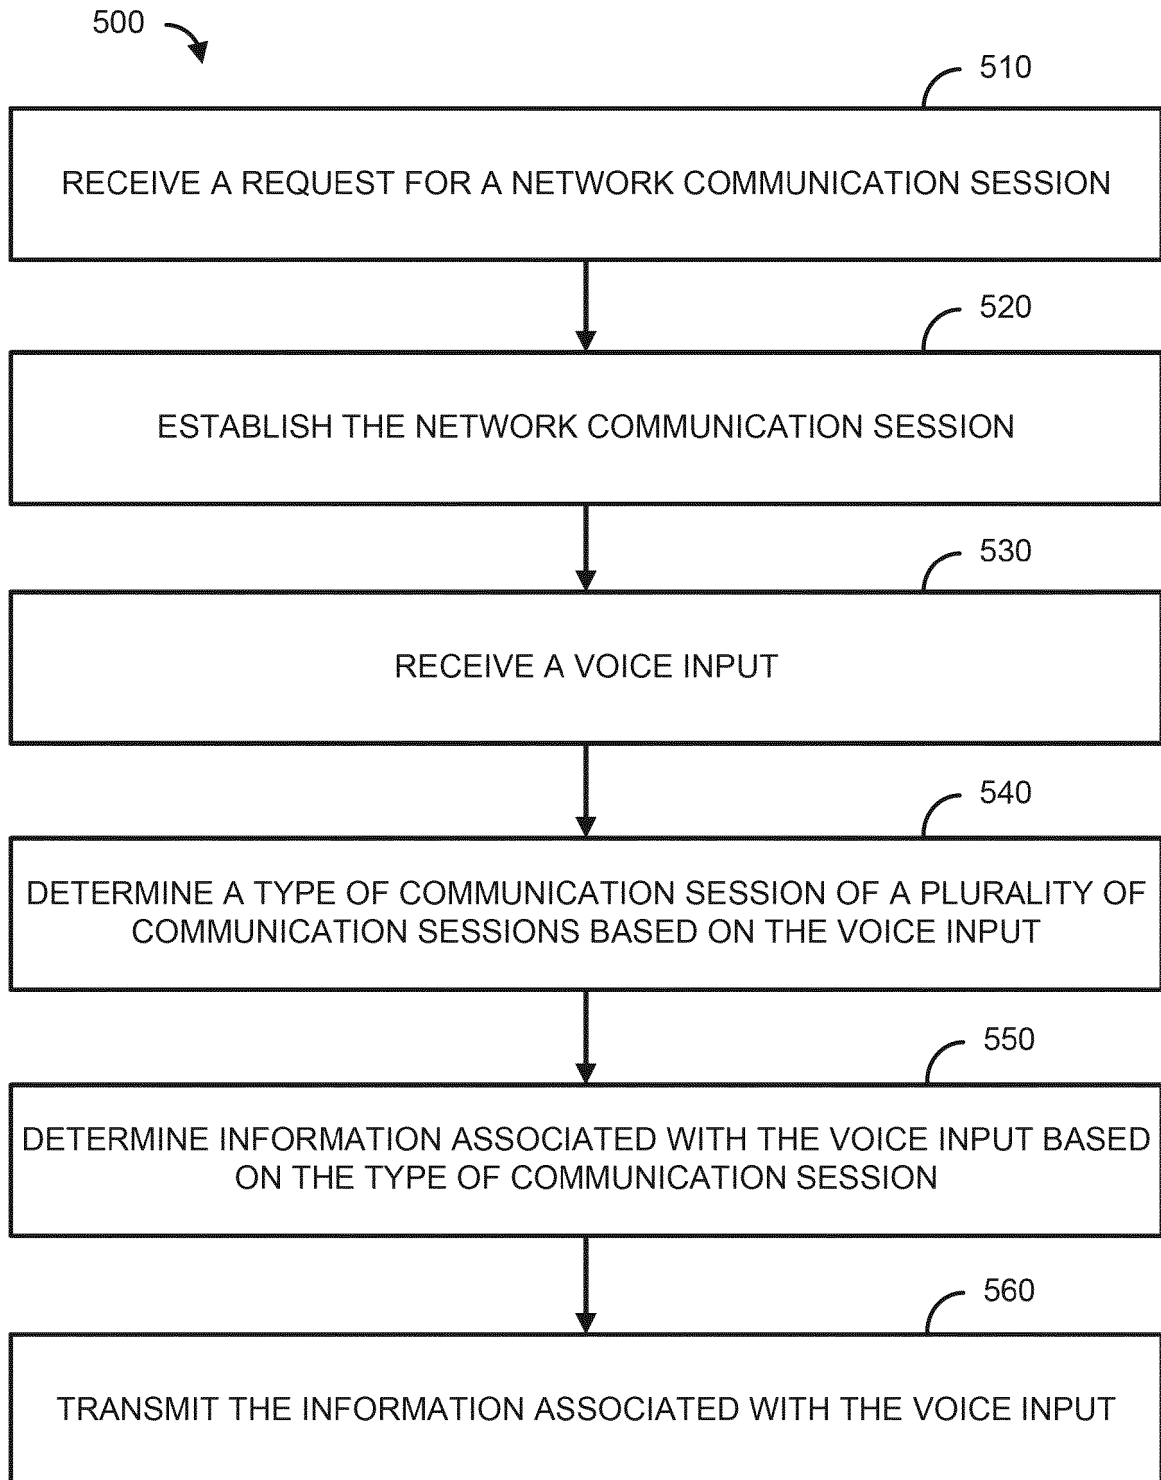 500
510
RECEIVE A REQUEST FOR A NETWORK COMMUNICATION SESSION
520
ESTABLISH THE NETWORK COMMUNICATION SESSION
530
RECEIVE A VOICE INPUT
540
DETERMINE A TYPE OF COMMUNICATION SESSION OF A PLURALITY OF
COMMUNICATION SESSIONS BASED ON THE VOICE INPUT
550
DETERMINE INFORMATION ASSOCIATED WITH THE VOICE INPUT BASED
ON THE TYPE OF COMMUNICATION SESSION
560
TRANSMIT THE INFORMATION ASSOCIATED WITH THE VOICE INPUT